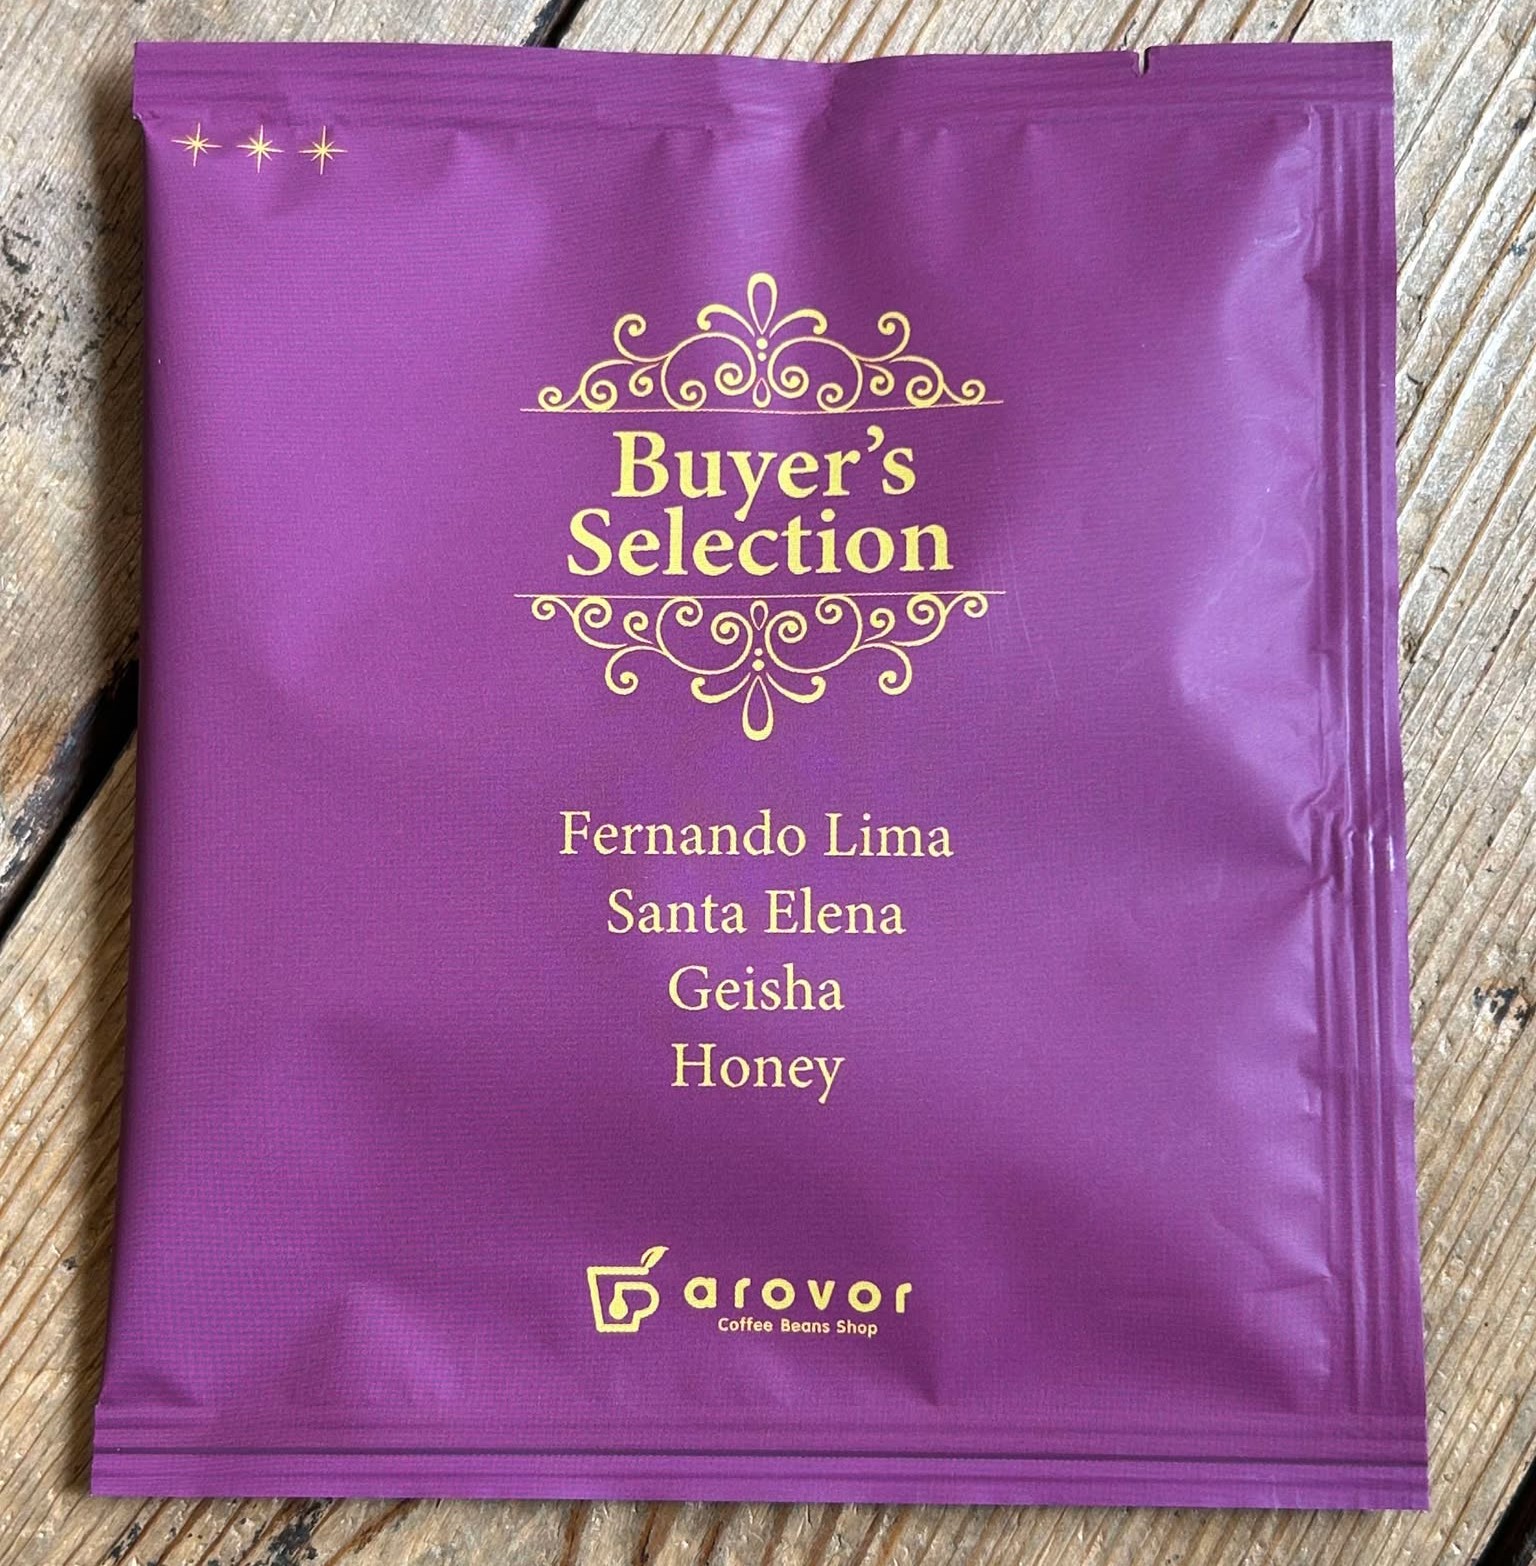 Buyer’s
Selection
Fernando Lima
Santa Elena
Geisha
Honey
arovor
Coffee Beans Shop